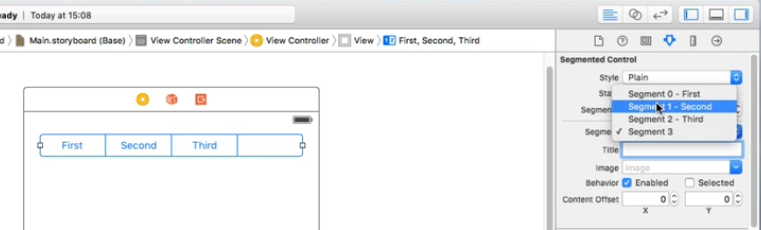 eady | Today at 15:08
d Main.storyboard (Base) View Controller Scene View Controller View First, Second, Third
Segmented Control
Style Plain
Sta
Segment 0 - First
Segmen
Segment 1 - Second
Segment 2 - Third
Segme ✓ Segment 3
First Second Third
Title
Image Image
Behavior Enabled Selected
Content Offset 0 0
X Y